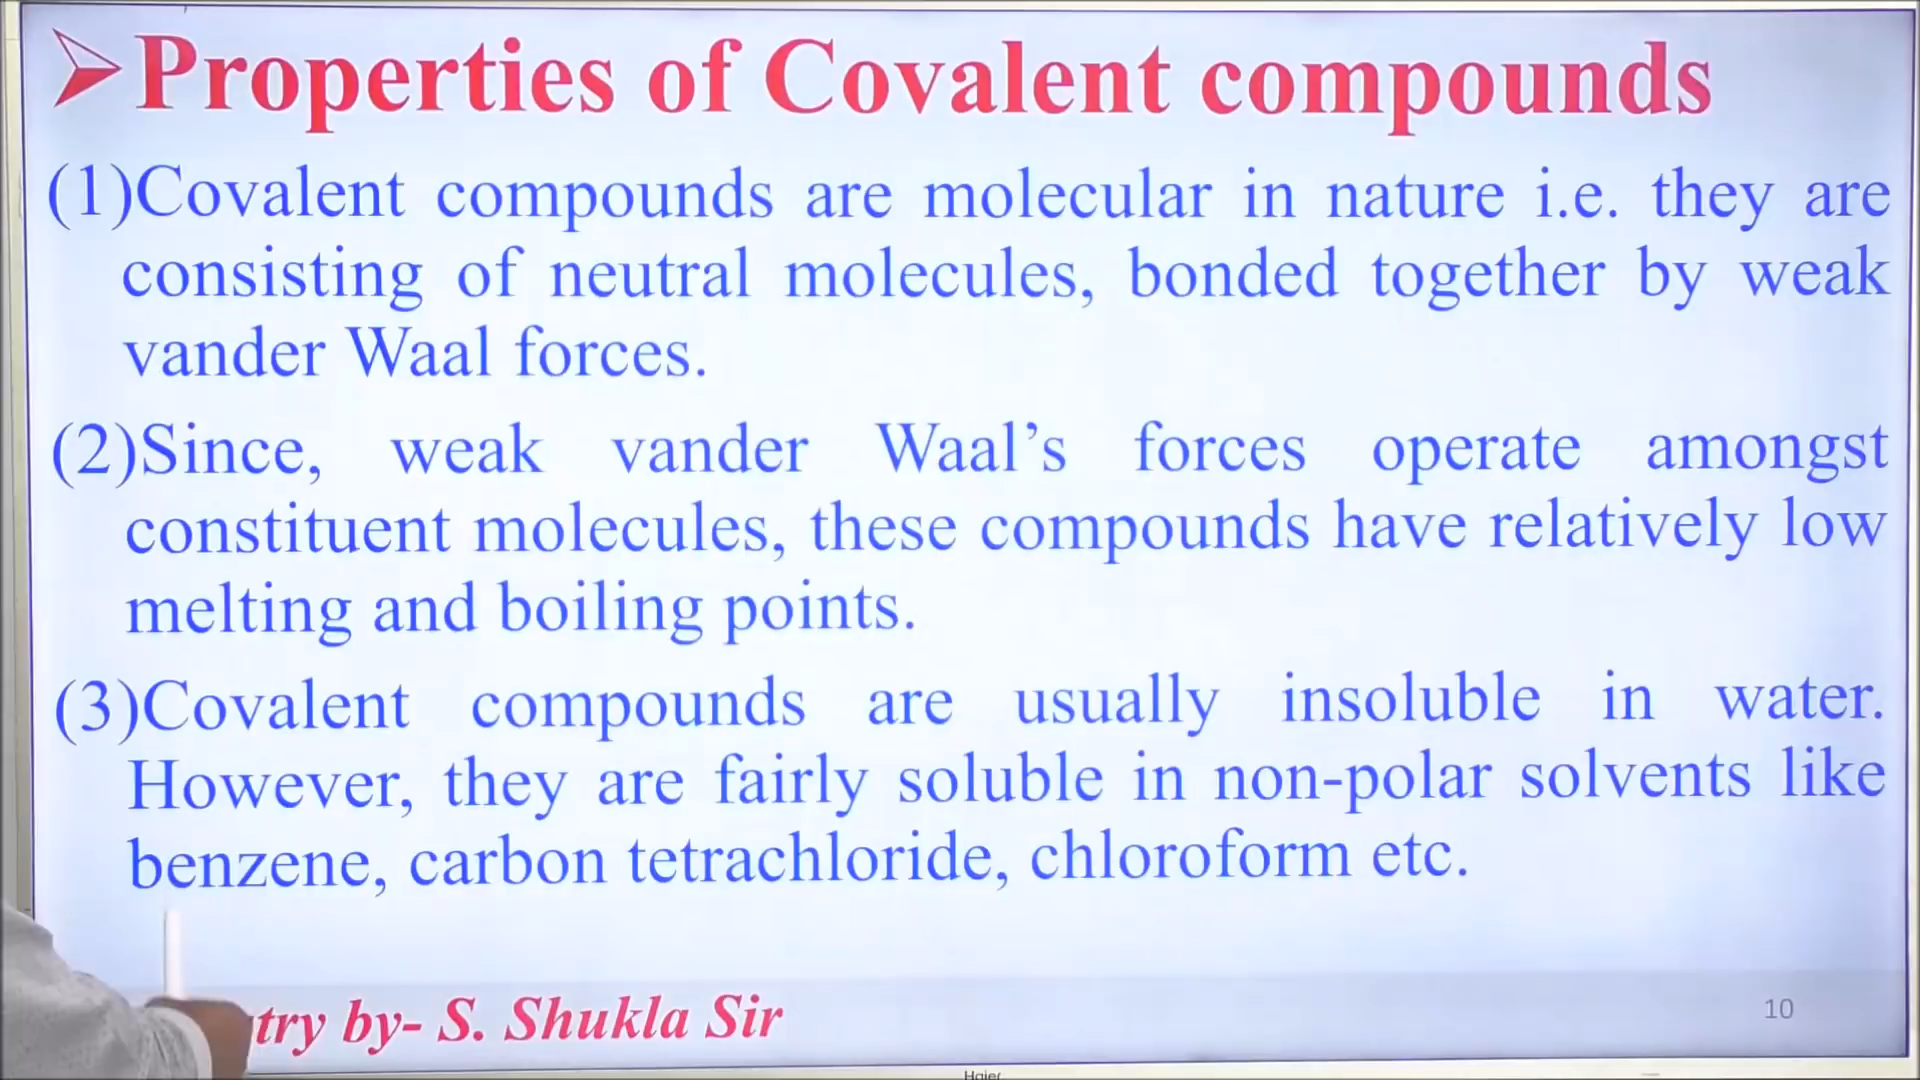 Properties of Covalent compounds
(1)Covalent compounds are molecular in nature i.e. they are
consisting of neutral molecules, bonded together by weak
vander Waal forces.
(2)Since, weak vander Waal’s forces operate amongst
constituent molecules, these compounds have relatively low
melting and boiling points.
(3)Covalent compounds are usually insoluble in water.
However, they are fairly soluble in non-polar solvents like
benzene, carbon tetrachloride, chloroform etc.
by- S. Shukla Sir
10
Haier